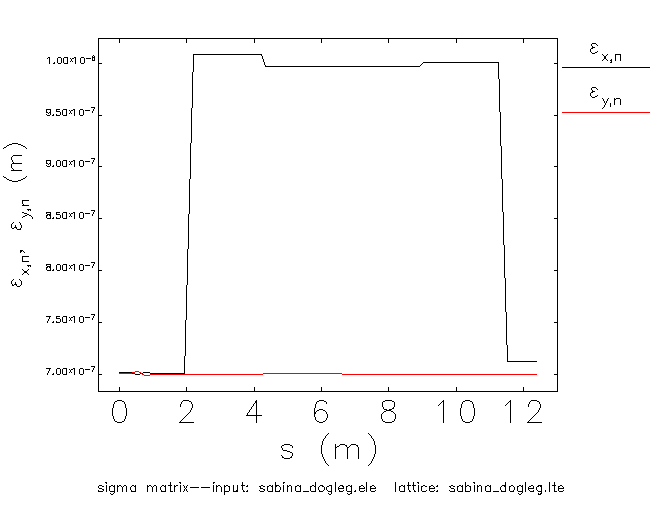 εx,n
εy,n
εx,n, εy,n (m)
1.00×10⁻⁶
9.50×10⁻⁷
9.00×10⁻⁷
8.50×10⁻⁷
8.00×10⁻⁷
7.50×10⁻⁷
7.00×10⁻⁷
0 2 4 6 8 10 12
s (m)
sigma matrix--input: sabina_dogleg.ele lattice: sabina_dogleg.lte